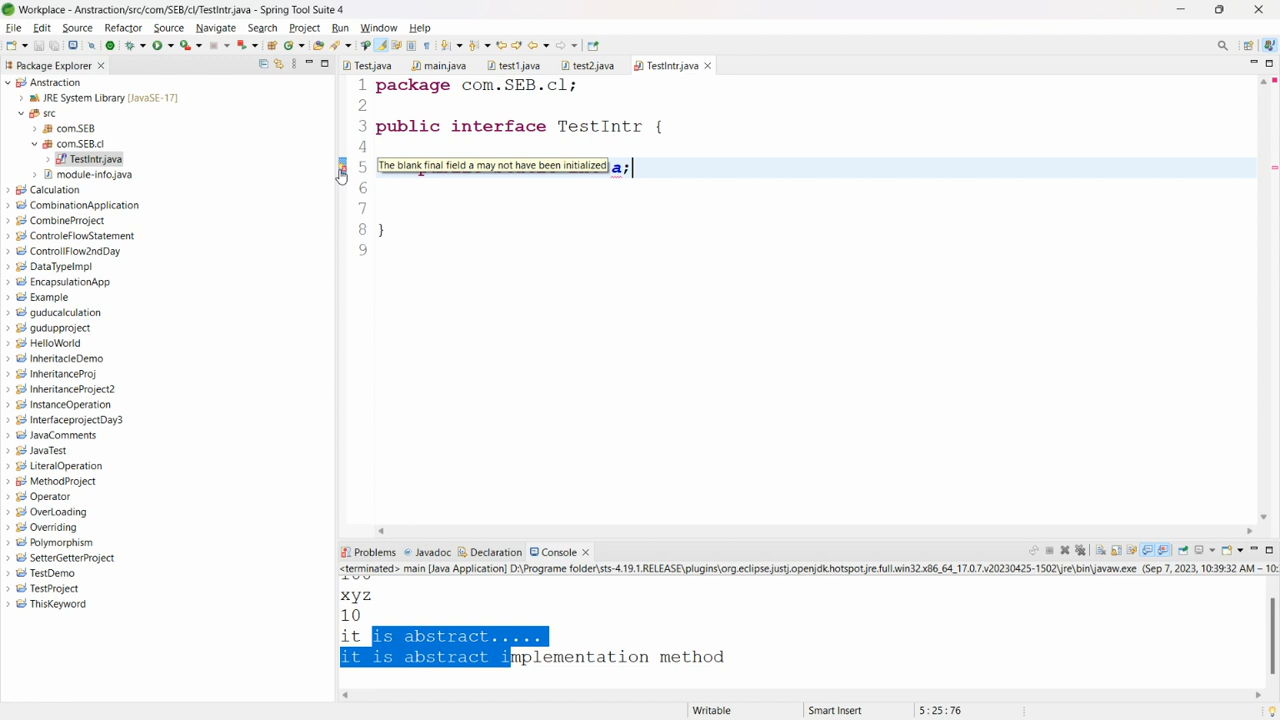 Workplace - Anstraction/src/com/SEB/cl/TestIntr.java - Spring Tool Suite 4
File Edit Source Refactor Source Navigate Search Project Run Window Help
Package Explorer
Test.java main.java test1.java test2.java TestIntr.java
Anstraction
JRE System Library [JavaSE-17]
src
com.SEB
com.SEB.cl
TestIntr.java
module-info.java
Calculation
CombinationApplication
CombineProject
ControleFlowStatement
ControllFlow2ndDay
DataTypeImpl
EncapsulationApp
Example
guducalculation
gudupproject
HelloWorld
InheritacleDemo
InheritanceProj
InheritanceProject2
InstanceOperation
InterfaceprojectDay3
JavaComments
JavaTest
LiteralOperation
MethodProject
Operator
OverLoading
Overriding
Polymorphism
SetterGetterProject
TestDemo
TestProject
ThisKeyword
1 package com.SEB.cl;
2
3 public interface TestIntr {
4
5 a;
The blank final field a may not have been initialized
6
7
8 }
9
Problems Javadoc Declaration Console
<terminated> main [Java Application] D:\Programe folder\sts-4.19.1.RELEASE\plugins\org.eclipse.justj.openjdk.hotspot.jre.full.win32.x86_64_17.0.7.v20230425-1502\jre\bin\javaw.exe (Sep 7, 2023, 10:39:32 AM – 10:
100
xyz
10
it is abstract.....
it is abstract implementation method
Writable Smart Insert 5 : 25 : 76